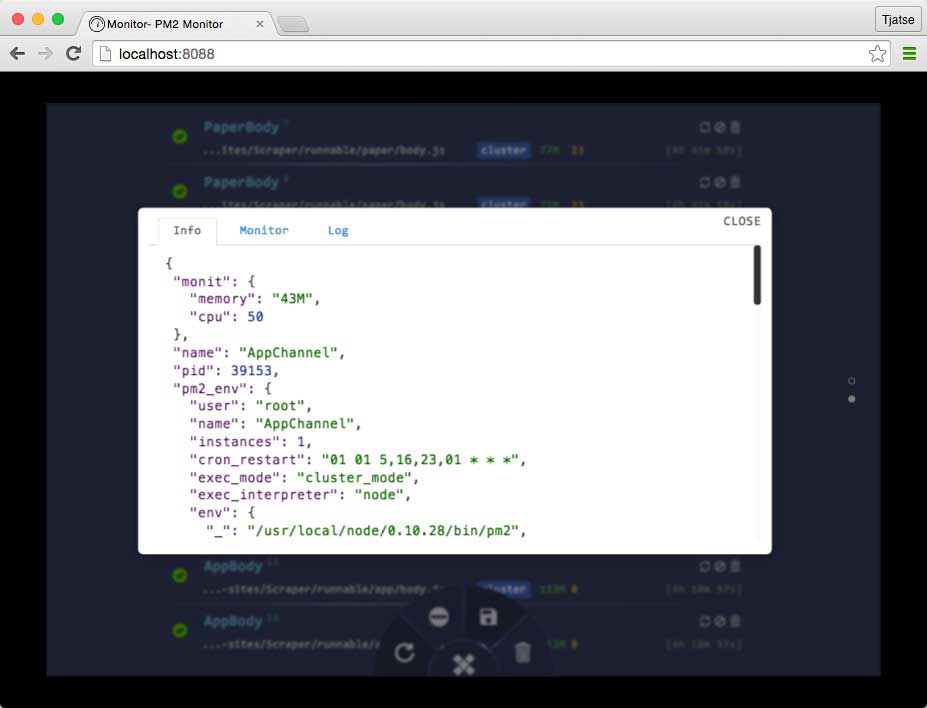 Monitor- PM2 Monitor
Tjatse
localhost:8088
PaperBody
...ites/Scraper/runnable/paper/body.js cluster 77M 23
PaperBody
CLOSE
Info Monitor Log
{
"monit": {
"memory": "43M",
"cpu": 50
},
"name": "AppChannel",
"pid": 39153,
"pm2_env": {
"user": "root",
"name": "AppChannel",
"instances": 1,
"cron_restart": "01 01 5,16,23,01 * * *",
"exec_mode": "cluster_mode",
"exec_interpreter": "node",
"env": {
"_": "/usr/local/node/0.10.28/bin/pm2",
AppBody
...-sites/Scraper/runnable/app/body.
AppBody
...-sites/Scraper/runnable/